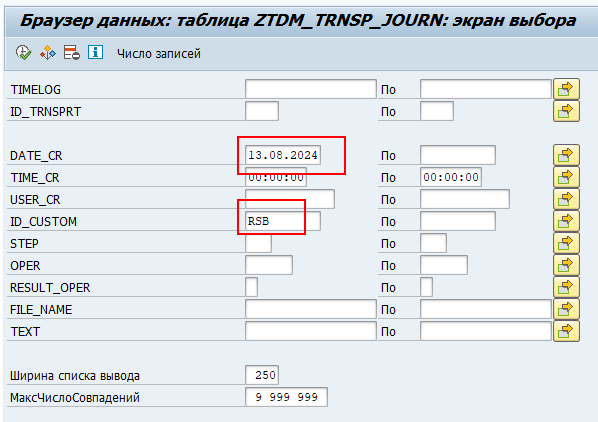 Браузер данных: таблица ZTDM_TRNSP_JOURN: экран выбора
Число записей
TIMELOG По
ID_TRNSPRT По
DATE_CR 13.08.2024 По
TIME_CR 00:00:00 По 00:00:00
USER_CR По
ID_CUSTOM RSB По
STEP По
OPER По
RESULT_OPER По
FILE_NAME По
TEXT По
Ширина списка вывода 250
МаксЧислоСовпадений 9 999 999